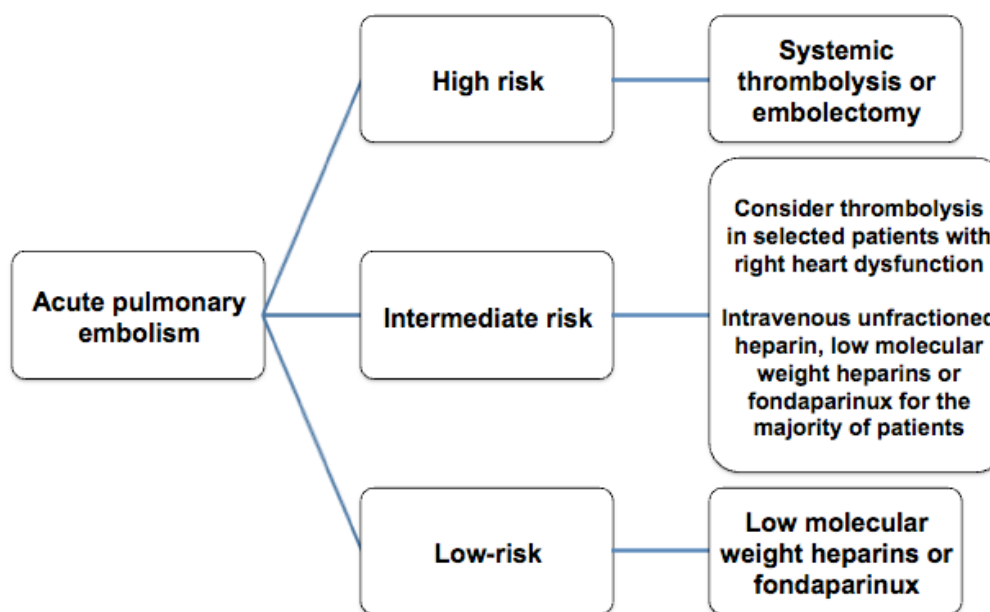 High risk
Systemic
thrombolysis or
embolectomy
Acute pulmonary
embolism
Intermediate risk
Consider thrombolysis
in selected patients with
right heart dysfunction
Intravenous unfractioned
heparin, low molecular
weight heparins or
fondaparinux for the
majority of patients
Low-risk
Low molecular
weight heparins or
fondaparinux